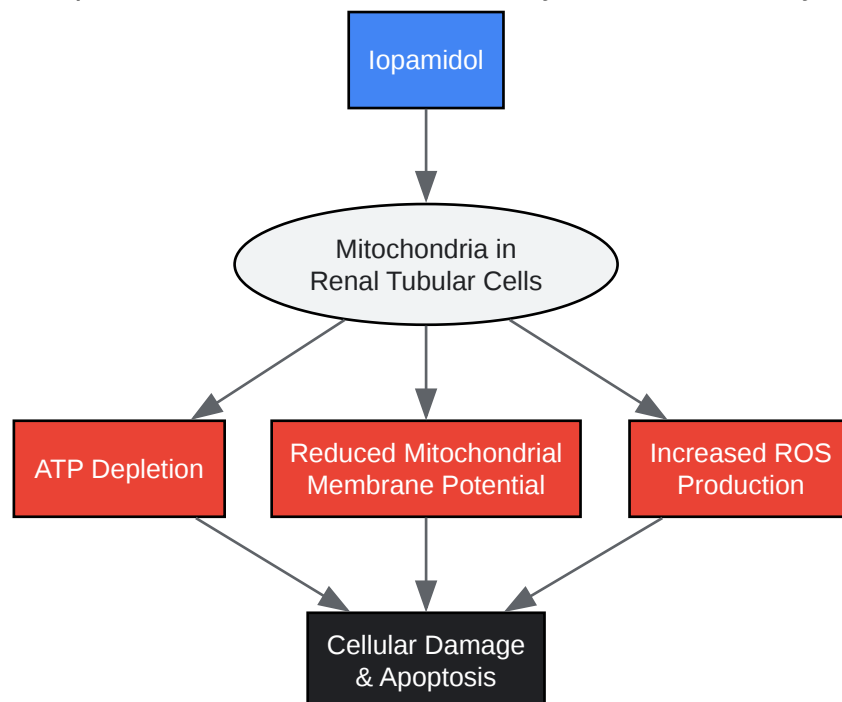 Iopamidol
Mitochondria in
Renal Tubular Cells
ATP Depletion
Reduced Mitochondrial
Membrane Potential
Increased ROS
Production
Cellular Damage
& Apoptosis